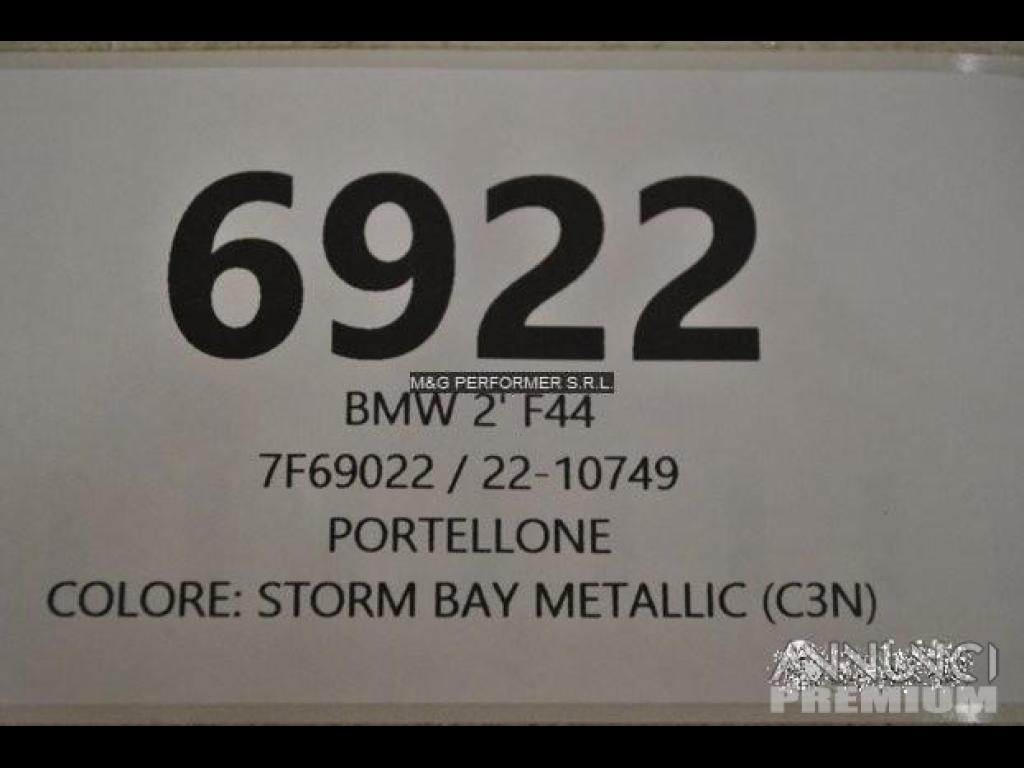 6922
M&G PERFORMER S.R.L.
BMW 2' F44
7F69022 / 22-10749
PORTELLONE
COLORE: STORM BAY METALLIC (C3N)
ANNUNCI
PREMIUM